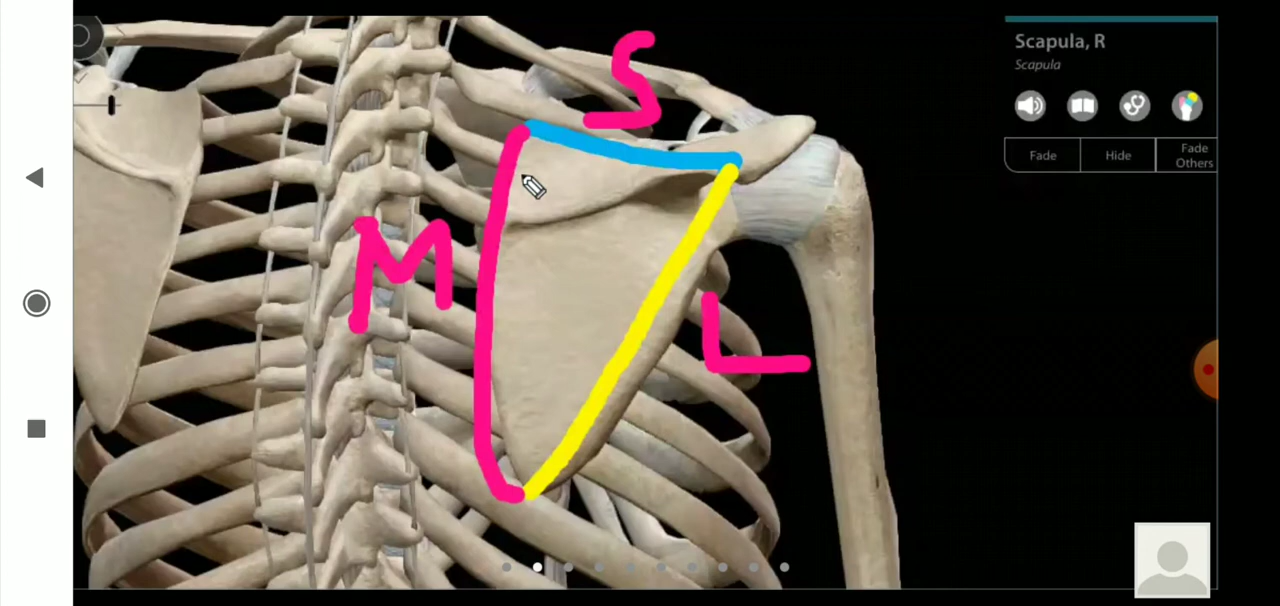 S
Scapula, R
Scapula
Fade
Hide
Fade Others
M
L